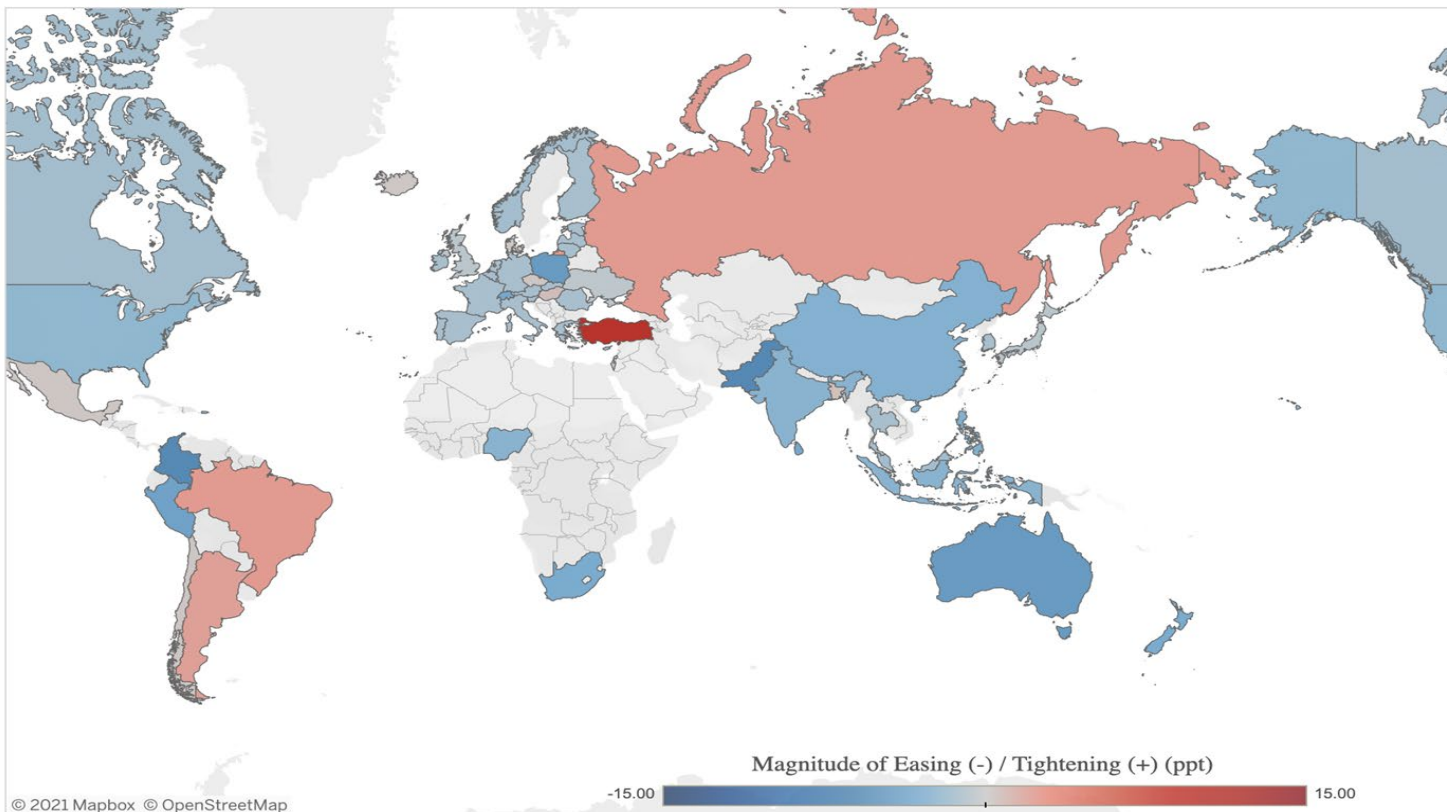 Magnitude of Easing (-) / Tightening (+) (ppt)
-15.00 15.00
© 2021 Mapbox © OpenStreetMap